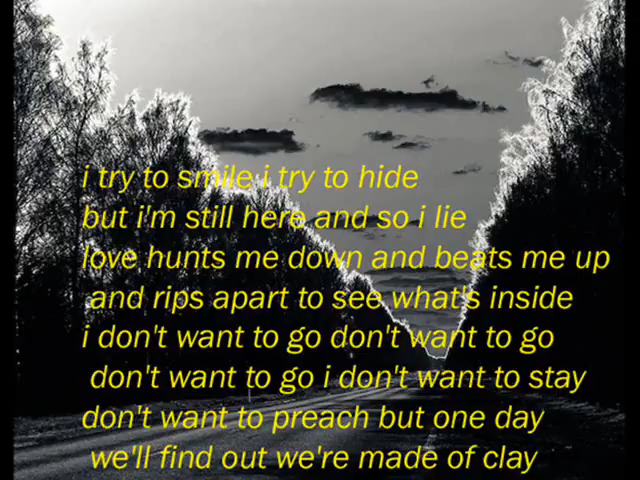 i try to smile i try to hide
but i'm still here and so i lie
love hunts me down and beats me up
and rips apart to see what's inside
i don't want to go don't want to go
don't want to go i don't want to stay
don't want to preach but one day
we'll find out we're made of clay